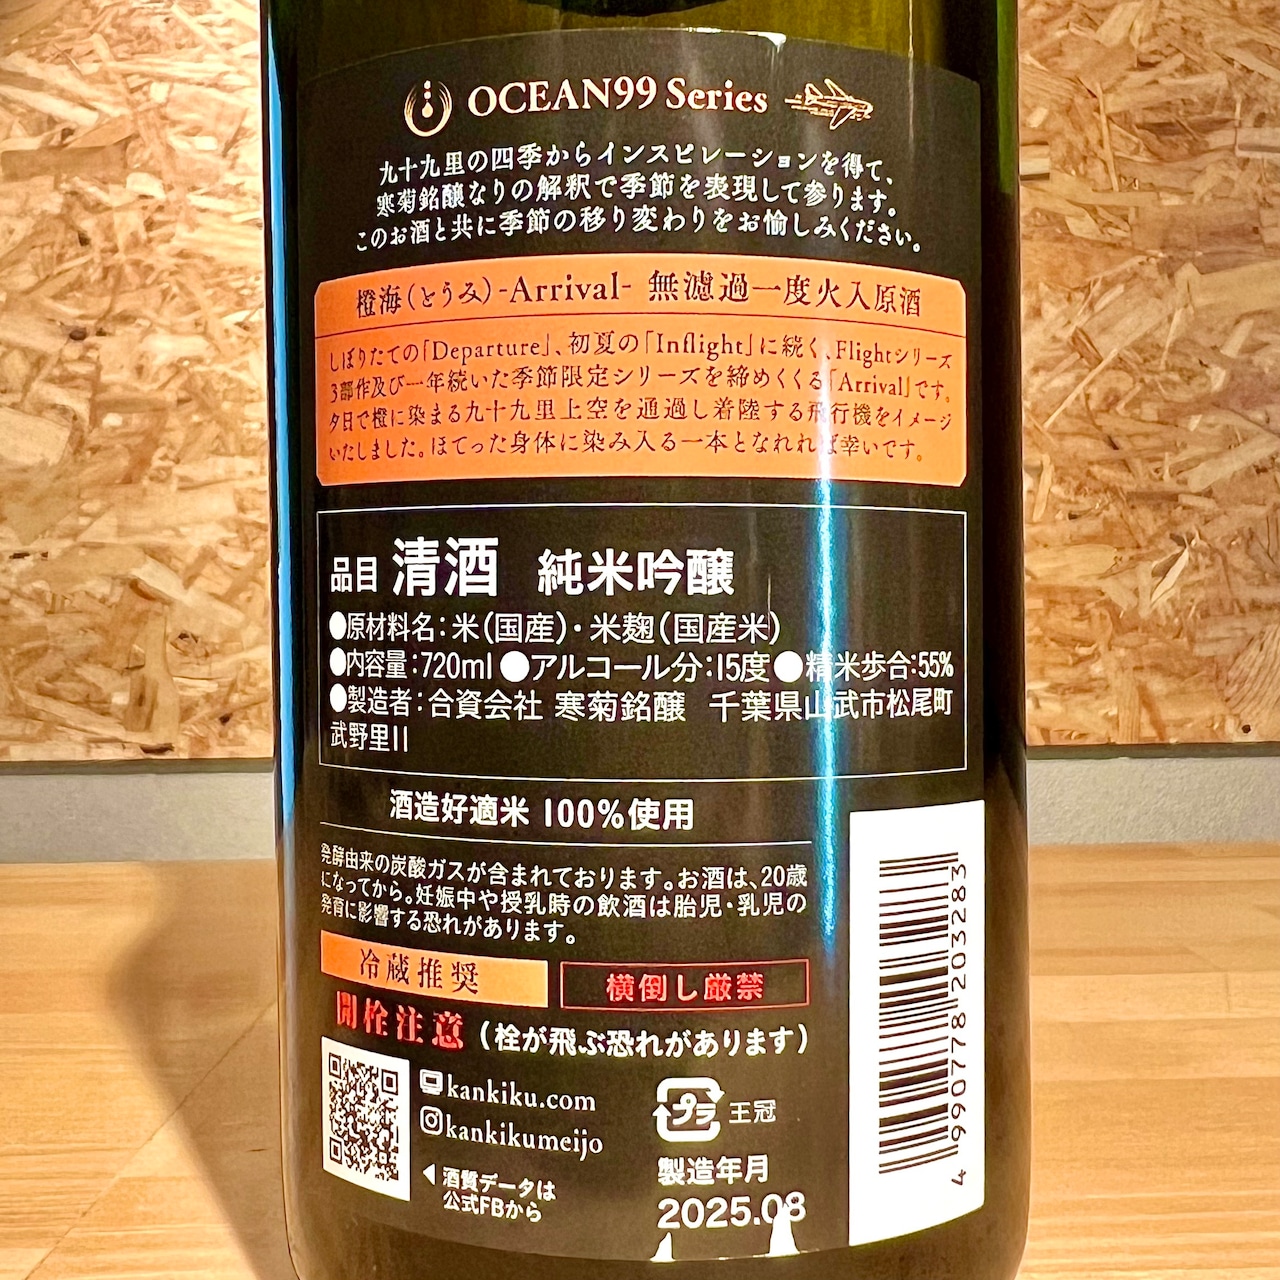 OCEAN99 Series
九十九里の四季からインスピレーションを得て、
寒菊銘醸なりの解釈で季節を表現して参ります。
このお酒と共に季節の移り変わりをお愉しみください。
橙海(とうみ)-Arrival- 無濾過一度火入原酒
しぼりたての「Departure」、初夏の「Inflight」に続く、Flightシリーズ
3部作及び一年続いた季節限定シリーズを締めくくる「Arrival」です。
夕日で橙に染まる九十九里上空を通過し着陸する飛行機をイメージ
いたしました。ほてった身体に染み入る一本となれれば幸いです。
品目 清酒 純米吟醸
●原材料名:米(国産)・米麹(国産米)
●内容量:720ml ●アルコール分:15度 ●精米歩合:55%
●製造者:合資会社 寒菊銘醸 千葉県山武市松尾町
武野里11
酒造好適米 100%使用
発酵由来の炭酸ガスが含まれております。お酒は、20歳
になってから。妊娠中や授乳時の飲酒は胎児・乳児の
発育に影響する恐れがあります。
冷蔵推奨 横倒し厳禁
開栓注意 (栓が飛ぶ恐れがあります)
kankiku.com
kankikumeijo
酒質データは
公式FBから
プラ 王冠
製造年月
2025.08
4 990778 203283